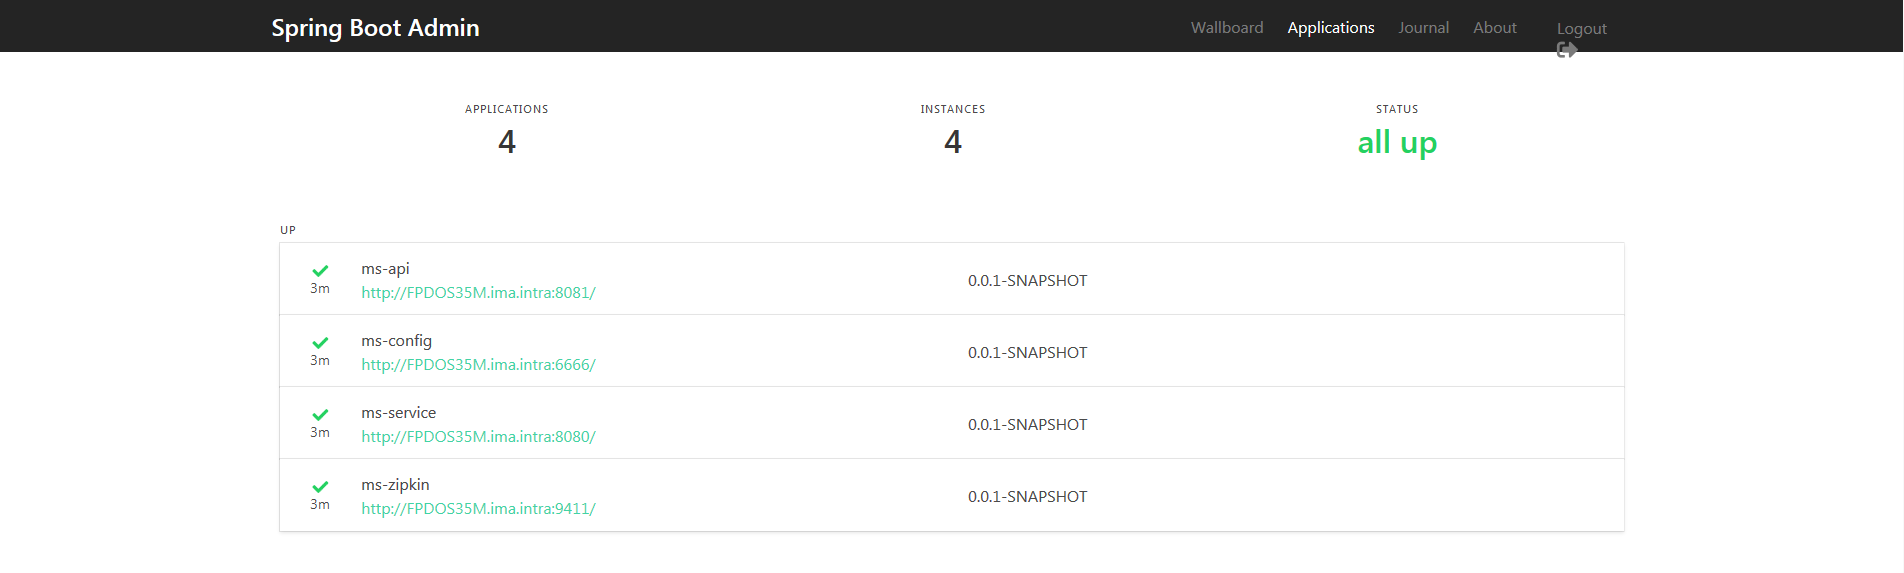 Spring Boot Admin
Wallboard Applications Journal About Logout
APPLICATIONS INSTANCES STATUS
4 4 all up
UP
ms-api
http://FPDOS35M.ima.intra:8081/
3m
0.0.1-SNAPSHOT
ms-config
http://FPDOS35M.ima.intra:6666/
3m
0.0.1-SNAPSHOT
ms-service
http://FPDOS35M.ima.intra:8080/
3m
0.0.1-SNAPSHOT
ms-zipkin
http://FPDOS35M.ima.intra:9411/
3m
0.0.1-SNAPSHOT